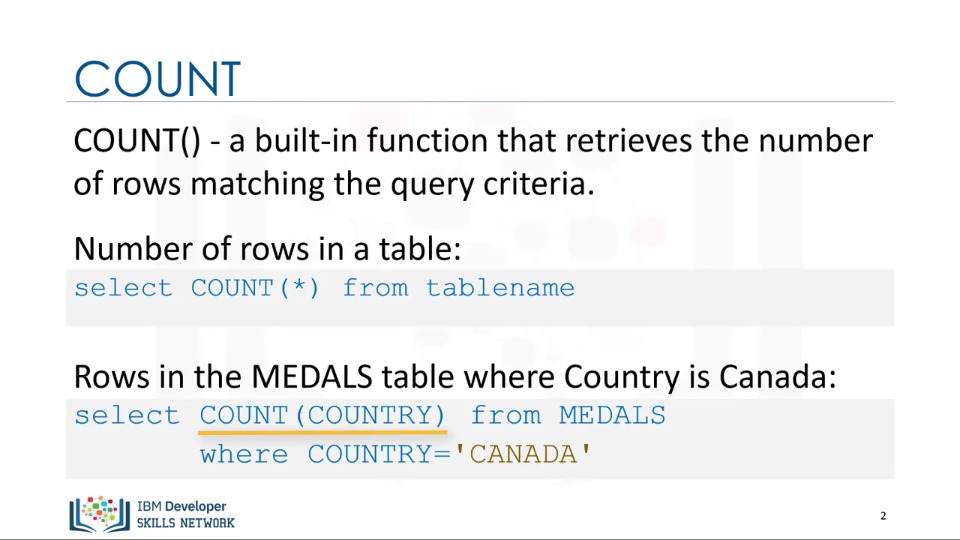 COUNT
COUNT() - a built-in function that retrieves the number
of rows matching the query criteria.
Number of rows in a table:
select COUNT(*) from tablename
Rows in the MEDALS table where Country is Canada:
select COUNT(COUNTRY) from MEDALS
where COUNTRY='CANADA'
IBM Developer
SKILLS NETWORK
2